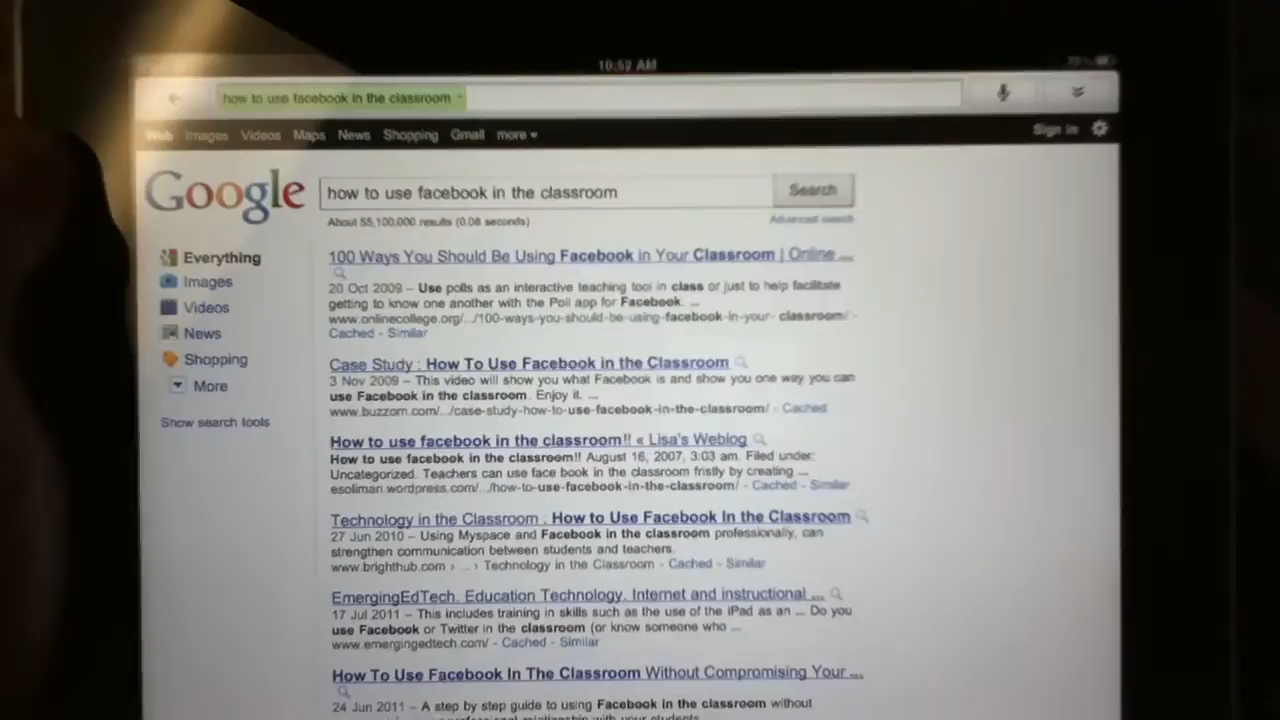 10:52 AM
how to use facebook in the classroom
Web Images Videos Maps News Shopping Gmail more
Sign in
Google
how to use facebook in the classroom
Search
About 55,100,000 results (0.08 seconds)
Advanced search
Everything
Images
Videos
News
Shopping
More
Show search tools
100 Ways You Should Be Using Facebook in Your Classroom | Online ...
20 Oct 2009 – Use polls as an interactive teaching tool in class or just to help facilitate
getting to know one another with the Poll app for Facebook. ...
www.onlinecollege.org/.../100-ways-you-should-be-using-facebook-in-your- classroom/ -
Cached - Similar
Case Study : How To Use Facebook in the Classroom
3 Nov 2009 – This video will show you what Facebook is and show you one way you can
use Facebook in the classroom. Enjoy it. ...
www.buzzom.com/.../case-study-how-to-use-facebook-in-the-classroom/ - Cached
How to use facebook in the classroom!! « Lisa's Weblog
How to use facebook in the classroom!! August 16, 2007, 3:03 am. Filed under:
Uncategorized. Teachers can use face book in the classroom fristly by creating ...
esoliman.wordpress.com/.../how-to-use-facebook-in-the-classroom/ - Cached - Similar
Technology in the Classroom : How to Use Facebook In the Classroom
27 Jun 2010 – Using Myspace and Facebook in the classroom professionally, can
strengthen communication between students and teachers.
www.brighthub.com › ... › Technology in the Classroom - Cached - Similar
EmergingEdTech. Education Technology, Internet and instructional ...
17 Jul 2011 – This includes training in skills such as the use of the iPad as an ... Do you
use Facebook or Twitter in the classroom (or know someone who ...
www.emergingedtech.com/ - Cached - Similar
How To Use Facebook In The Classroom Without Compromising Your ...
24 Jun 2011 – A step by step guide to using Facebook in the classroom without
professional relationship with your students